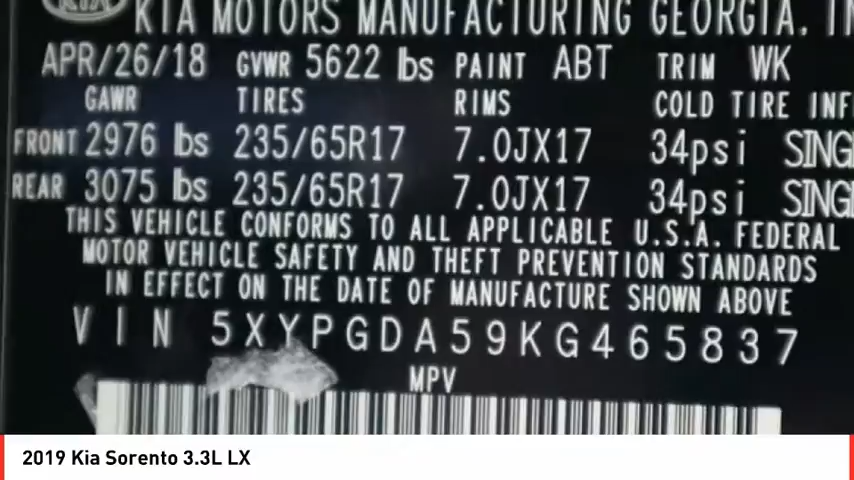 KIA KIA MOTORS MANUFACTURING GEORGIA, IN
APR/26/18 GVWR 5622 lbs PAINT ABT TRIM WK
GAWR TIRES RIMS COLD TIRE INF
FRONT 2976 lbs 235/65R17 7.0JX17 34psi SING
REAR 3075 lbs 235/65R17 7.0JX17 34psi SING
THIS VEHICLE CONFORMS TO ALL APPLICABLE U.S.A. FEDERAL
MOTOR VEHICLE SAFETY AND THEFT PREVENTION STANDARDS
IN EFFECT ON THE DATE OF MANUFACTURE SHOWN ABOVE
VIN 5XYPGDA59KG465837
MPV
2019 Kia Sorento 3.3L LX